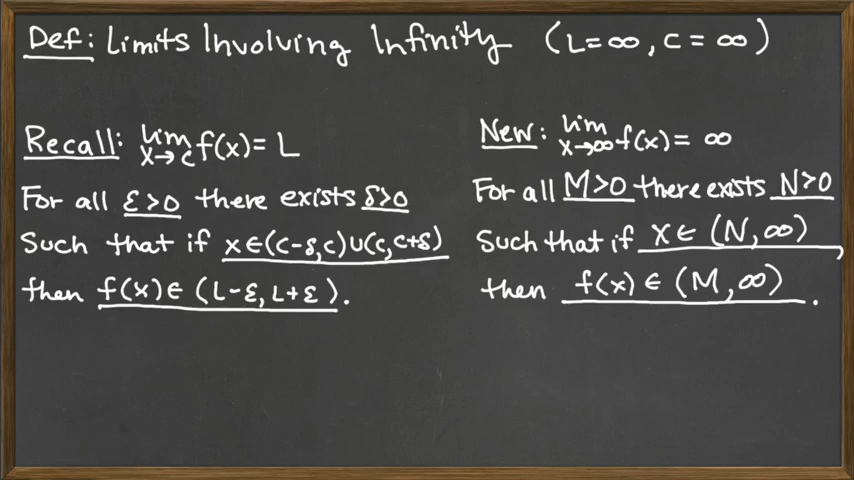 Def: Limits Involving Infinity (L=∞, c=∞)
Recall: lim x→c f(x)= L
For all ε>0 there exists δ>0
Such that if x∈(c-δ,c)∪(c,c+δ)
then f(x)∈ (L-ε, L+ε).
New: lim x→∞ f(x)= ∞
For all M>0 there exists N>0
Such that if x∈ (N,∞),
then f(x)∈ (M,∞).